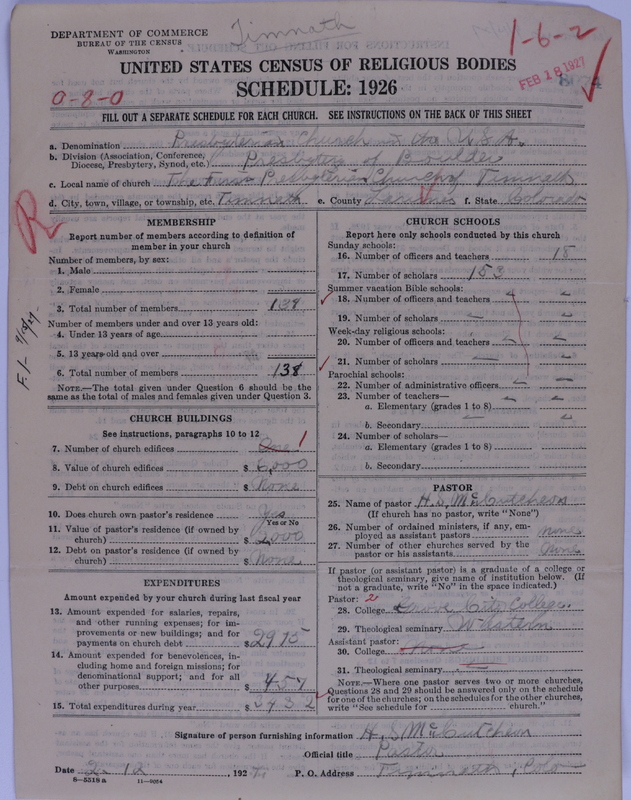 Timnath
DEPARTMENT OF COMMERCE
BUREAU OF THE CENSUS
WASHINGTON
1-6-2
FEB 18 1927
UNITED STATES CENSUS OF RELIGIOUS BODIES
SCHEDULE: 1926
0-8-0
FILL OUT A SEPARATE SCHEDULE FOR EACH CHURCH. SEE INSTRUCTIONS ON THE BACK OF THIS SHEET
a. Denomination Presbyterian Church in the U.S.A.
b. Division (Association, Conference, Diocese, Presbytery, Synod, etc.) Presbytery of Boulder
c. Local name of church The First Presbyterian Church of Timnath
d. City, town, village, or township, etc. Timnath e. County Larimer f. State Colorado
R
MEMBERSHIP
Report number of members according to definition of member in your church
Number of members, by sex:
1. Male
2. Female
3. Total number of members 138
Number of members under and over 13 years old:
4. Under 13 years of age
5. 13 years old and over
6. Total number of members 138
NOTE.—The total given under Question 6 should be the same as the total of males and females given under Question 3.
CHURCH BUILDINGS
See instructions, paragraphs 10 to 12
7. Number of church edifices One 1
8. Value of church edifices $ 6,000
9. Debt on church edifices $ None
10. Does church own pastor's residence Yes
Yes or No
11. Value of pastor's residence (if owned by church) $ 2,000
12. Debt on pastor's residence (if owned by church) $ None
EXPENDITURES
Amount expended by your church during last fiscal year
13. Amount expended for salaries, repairs, and other running expenses; for improvements or new buildings; and for payments on church debt $ 2975
14. Amount expended for benevolences, including home and foreign missions; for denominational support; and for all other purposes $ 457
15. Total expenditures during year $ 3432
CHURCH SCHOOLS
Report here only schools conducted by this church
Sunday schools:
16. Number of officers and teachers 18
17. Number of scholars 153
Summer vacation Bible schools:
18. Number of officers and teachers
19. Number of scholars
Week-day religious schools:
20. Number of officers and teachers
21. Number of scholars
Parochial schools:
22. Number of administrative officers
23. Number of teachers—
a. Elementary (grades 1 to 8)
b. Secondary
24. Number of scholars—
a. Elementary (grades 1 to 8)
b. Secondary
PASTOR
25. Name of pastor H. S. McCutcheon
(If church has no pastor, write "None")
26. Number of ordained ministers, if any, employed as assistant pastors none
27. Number of other churches served by the pastor or his assistants None
If pastor (or assistant pastor) is a graduate of a college or theological seminary, give name of institution below. (If not a graduate, write "No" in the space indicated.)
Pastor: 2
28. College Grove City College.
29. Theological seminary Western
Assistant pastor:
30. College None
31. Theological seminary
NOTE.—Where one pastor serves two or more churches, Questions 28 and 29 should be answered only on the schedule for one of the churches; on the schedules for the other churches, write "See schedule for church."
Signature of person furnishing information H. S. McCutcheon
Official title Pastor
Date 2-12, 1927 P. O. Address Timnath, Colo
8-5318a 11-9054